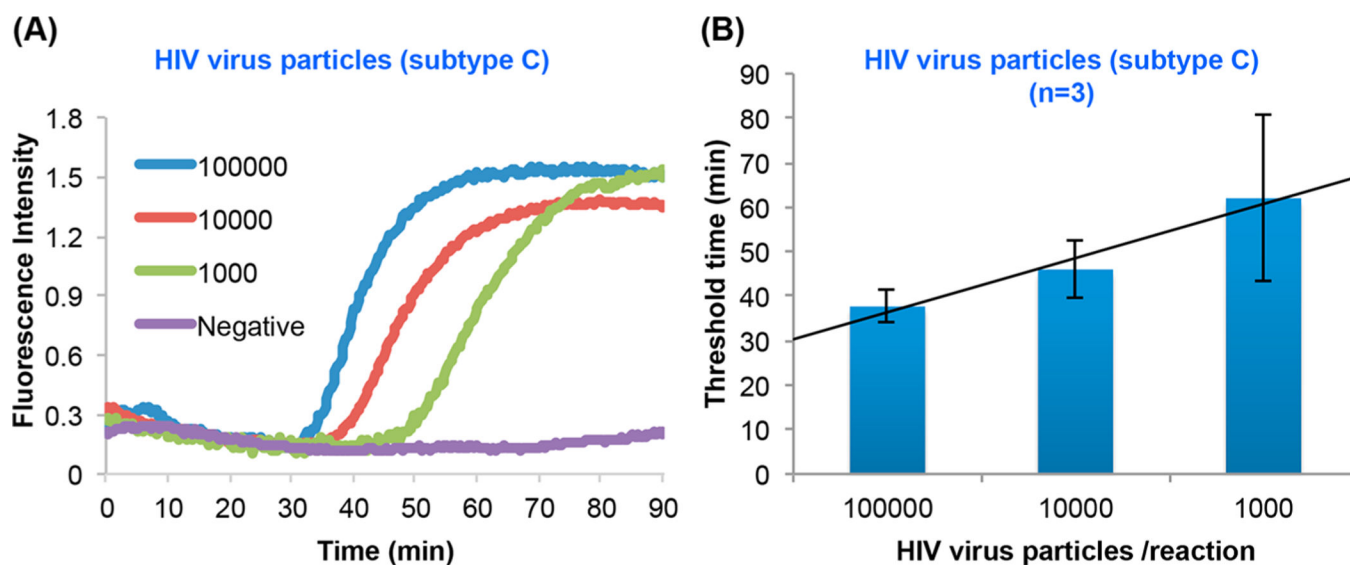 (A)
HIV virus particles (subtype C)
Fluorescence Intensity
1.8
1.5
1.2
0.9
0.6
0.3
0
100000
10000
1000
Negative
0 10 20 30 40 50 60 70 80 90
Time (min)
(B)
HIV virus particles (subtype C)
(n=3)
Threshold time (min)
90
80
70
60
50
40
30
20
10
0
100000 10000 1000
HIV virus particles /reaction